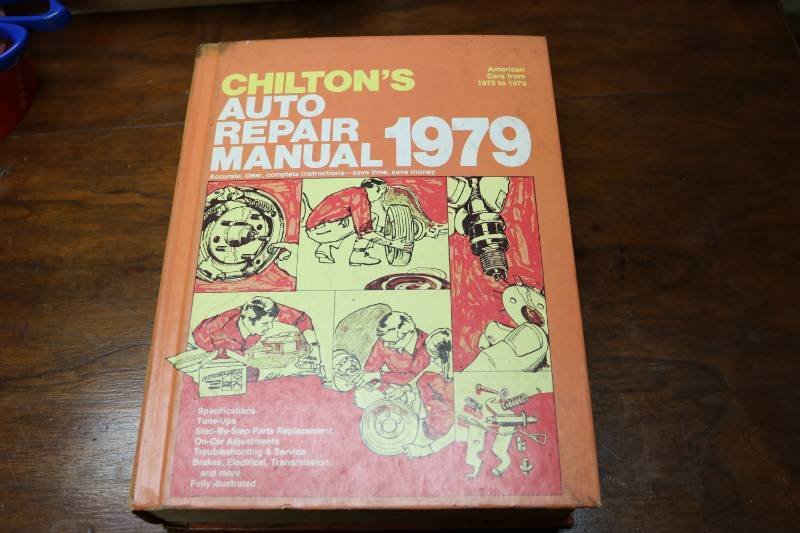 CHILTON'S
AUTO
REPAIR
MANUAL 1979
American
Cars from
1972 to 1979
Accurate, clear, complete instructions—save time, save money
Specifications
Tune-Ups
Step-By-Step Parts Replacement
On-Car Adjustments
Troubleshooting & Service
Brakes, Electrical, Transmission,
and more
Fully illustrated